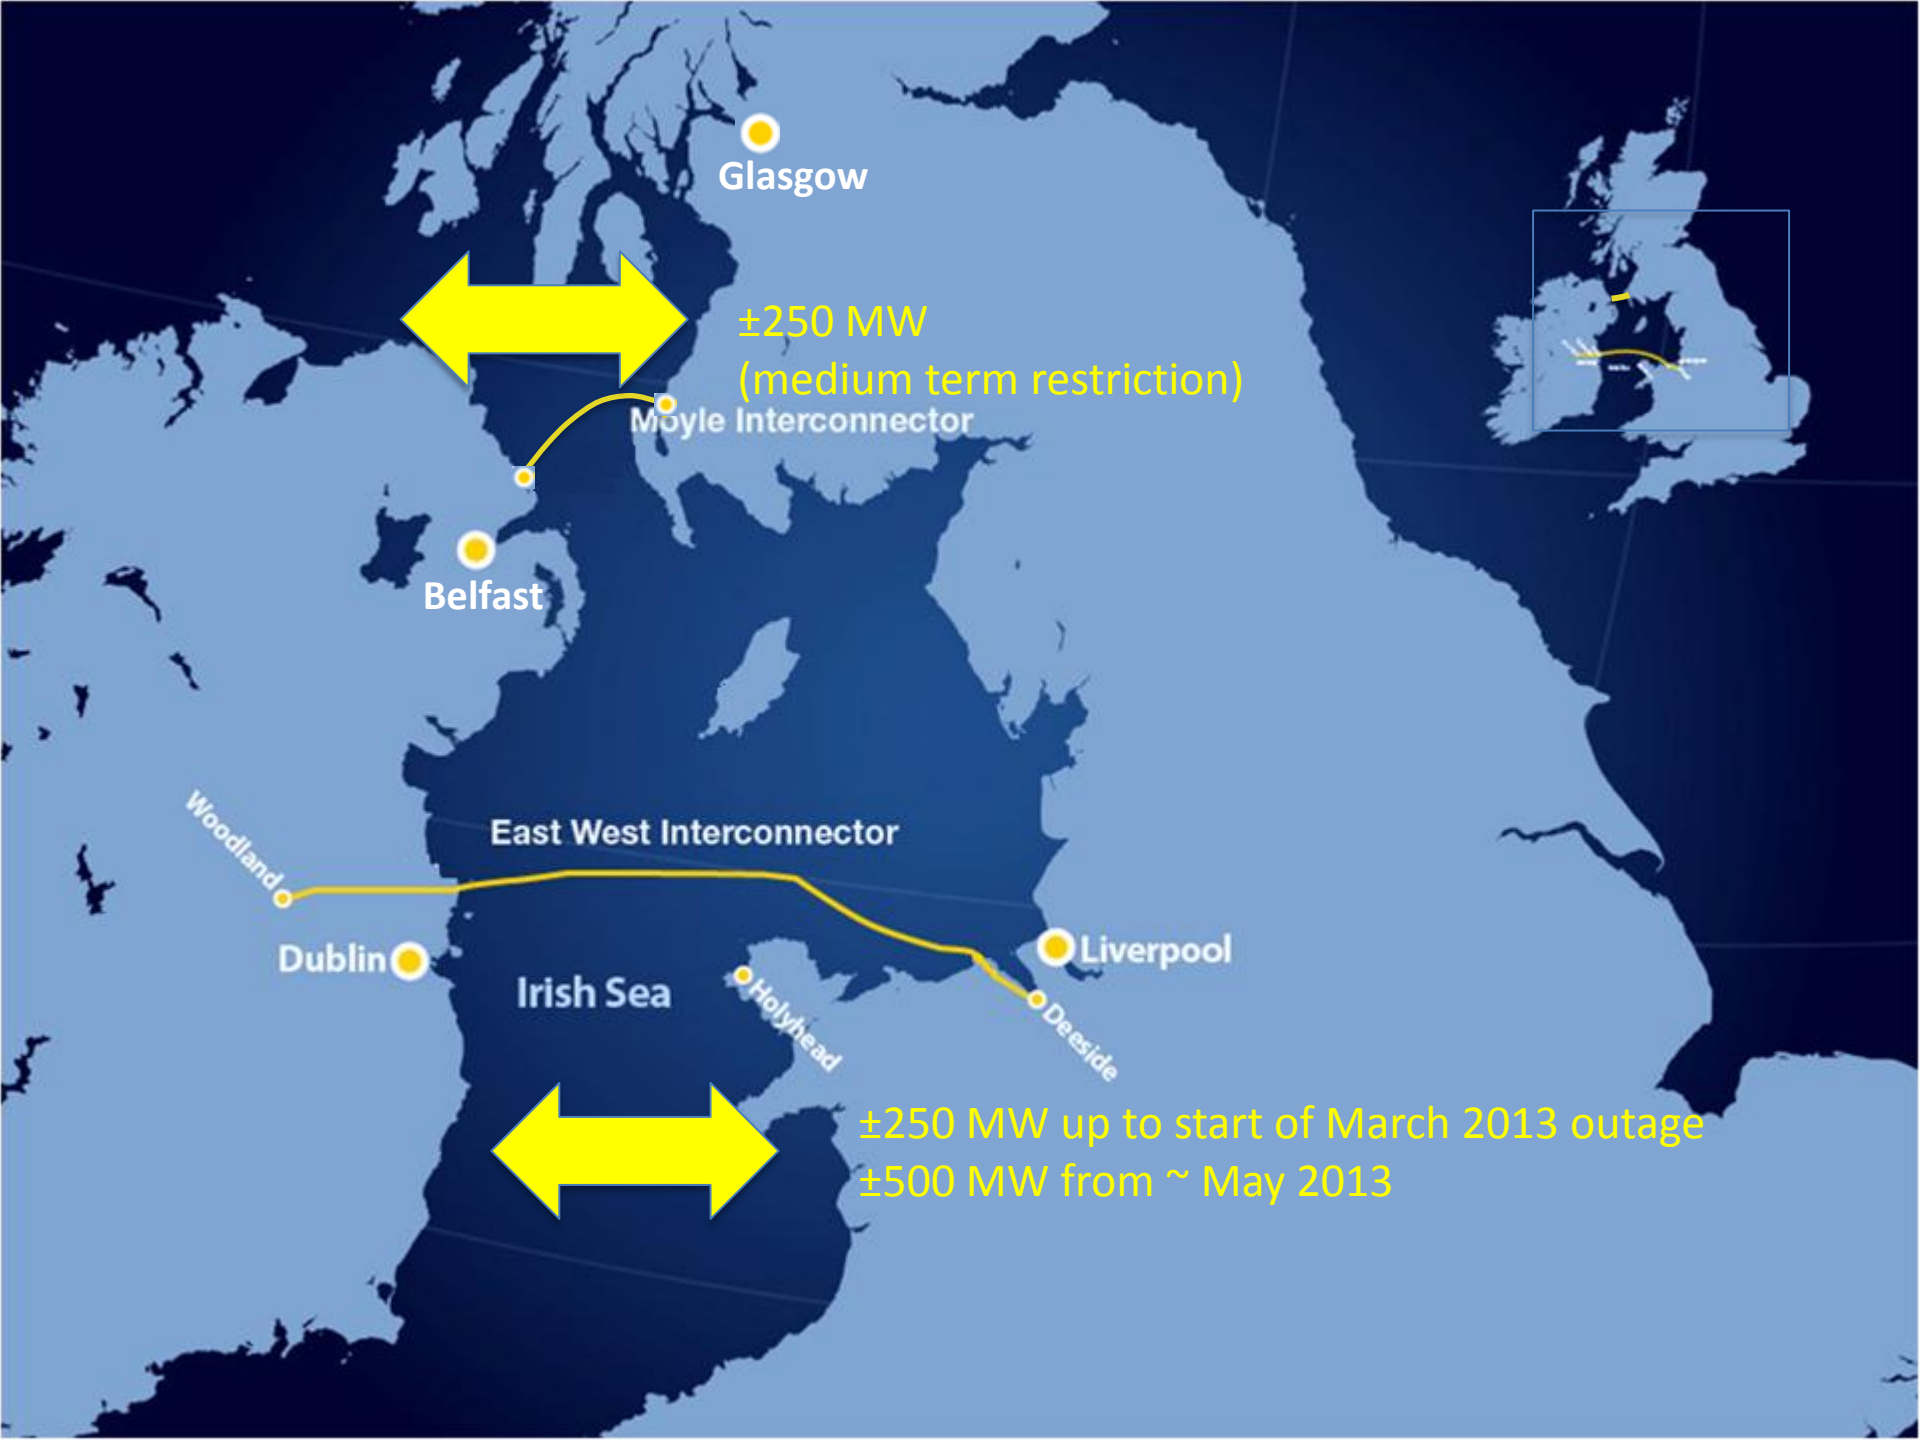 Glasgow
±250 MW
(medium term restriction)
Moyle Interconnector
Belfast
Woodland
East West Interconnector
Dublin
Liverpool
Irish Sea
Holyhead
Deeside
±250 MW up to start of March 2013 outage
±500 MW from ~ May 2013